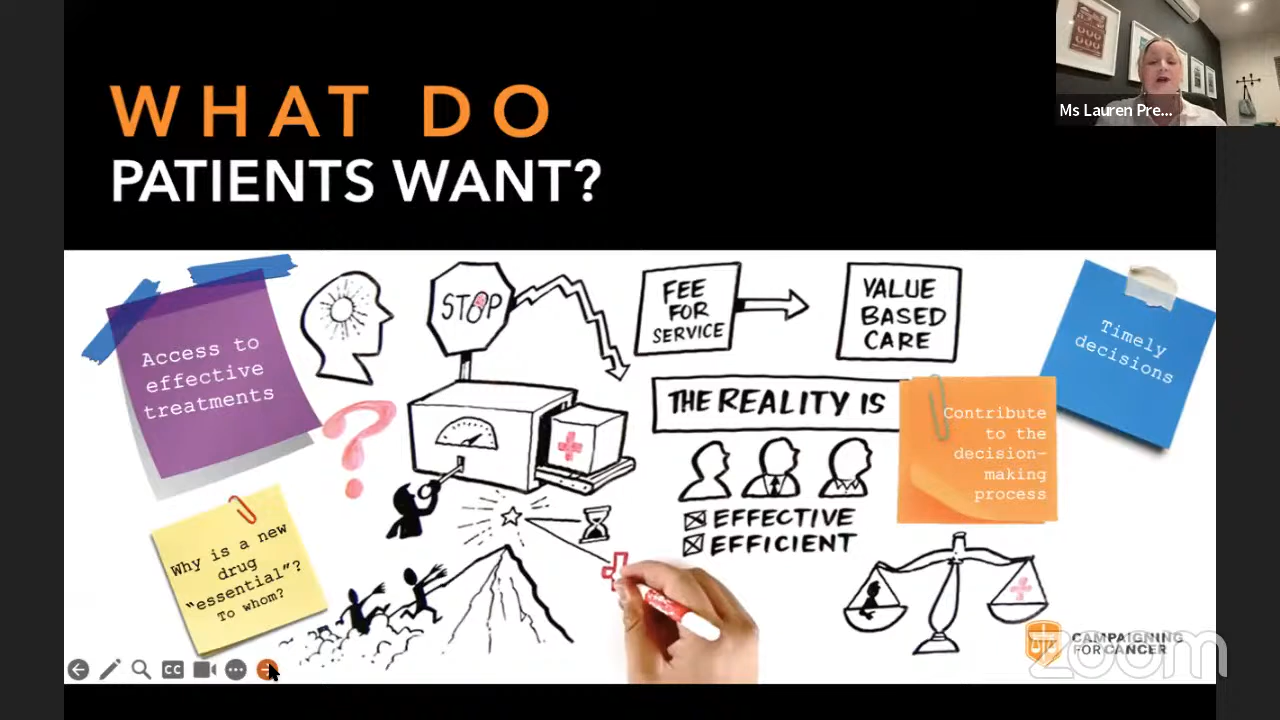 WHAT DO
PATIENTS WANT?
Ms Lauren Pre...
Access to
effective
treatments
STOP
FEE
FOR
SERVICE
VALUE
BASED
CARE
Timely
decisions
THE REALITY IS
Contribute
to the
decision-
making
process
Why is a new
drug
"essential"?
To whom?
EFFECTIVE
EFFICIENT
CAMPAIGNING
FOR CANCER
zoom
CC